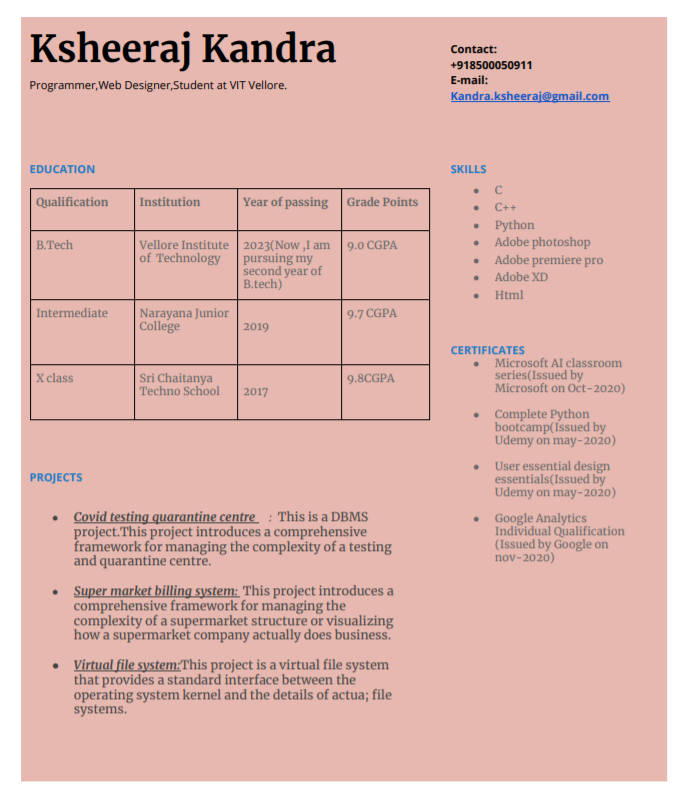 Ksheeraj Kandra
Programmer,Web Designer,Student at VIT Vellore.
Contact:
+918500050911
E-mail:
Kandra.ksheeraj@gmail.com
EDUCATION
Qualification Institution Year of passing Grade Points
B.Tech Vellore Institute 2023(Now ,I am 9.0 CGPA
of Technology pursuing my
second year of
B.tech)
Intermediate Narayana Junior 9.7 CGPA
College 2019
X class Sri Chaitanya 9.8CGPA
Techno School 2017
PROJECTS
● Covid testing quarantine centre : This is a DBMS
project.This project introduces a comprehensive
framework for managing the complexity of a testing
and quarantine centre.
● Super market billing system: This project introduces a
comprehensive framework for managing the
complexity of a supermarket structure or visualizing
how a supermarket company actually does business.
● Virtual file system:This project is a virtual file system
that provides a standard interface between the
operating system kernel and the details of actua; file
systems.
SKILLS
● C
● C++
● Python
● Adobe photoshop
● Adobe premiere pro
● Adobe XD
● Html
CERTIFICATES
● Microsoft AI classroom
series(Issued by
Microsoft on Oct-2020)
● Complete Python
bootcamp(Issued by
Udemy on may-2020)
● User essential design
essentials(Issued by
Udemy on may-2020)
● Google Analytics
Individual Qualification
(Issued by Google on
nov-2020)